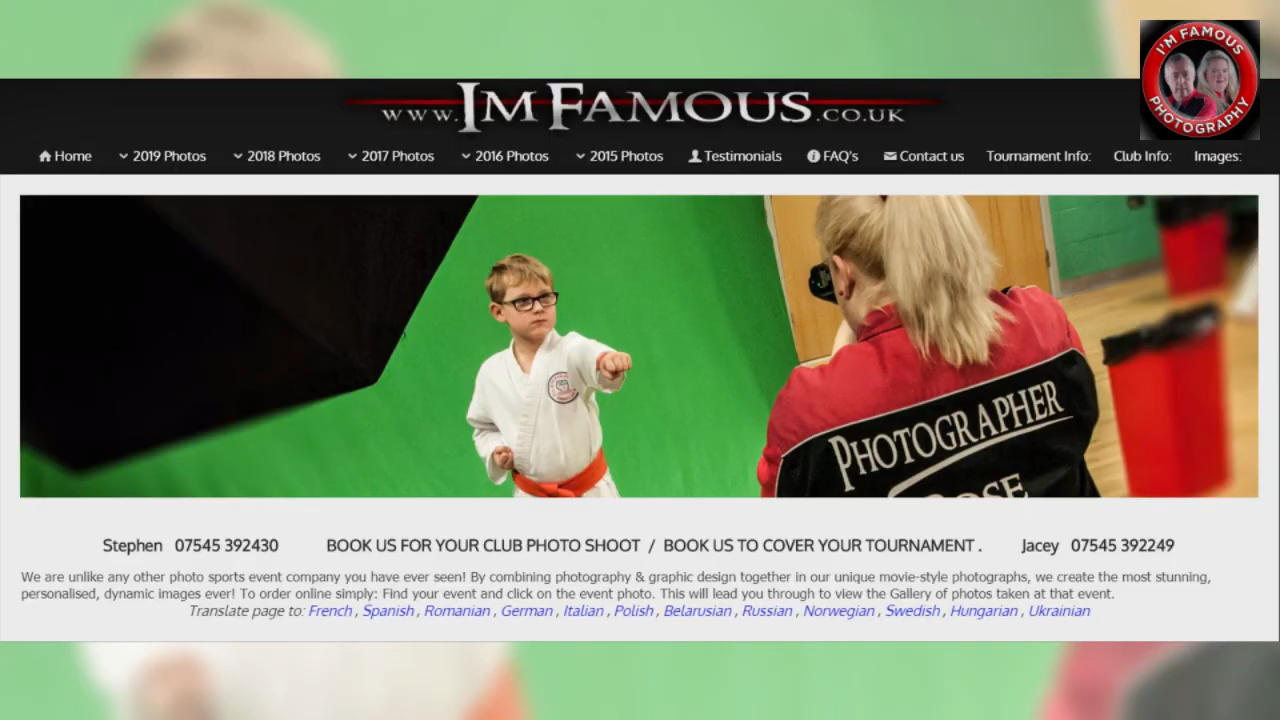 I'M FAMOUS
PHOTOGRAPHY
www.IMFAMOUS.CO.UK
Home 2019 Photos 2018 Photos 2017 Photos 2016 Photos 2015 Photos Testimonials FAQ's Contact us Tournament Info: Club Info: Images:
PHOTOGRAPHER
Stephen 07545 392430 BOOK US FOR YOUR CLUB PHOTO SHOOT / BOOK US TO COVER YOUR TOURNAMENT . Jacey 07545 392249
We are unlike any other photo sports event company you have ever seen! By combining photography & graphic design together in our unique movie-style photographs, we create the most stunning,
personalised, dynamic images ever! To order online simply: Find your event and click on the event photo. This will lead you through to view the Gallery of photos taken at that event.
Translate page to: French , Spanish , Romanian , German , Italian , Polish , Belarusian , Russian , Norwegian , Swedish , Hungarian , Ukrainian